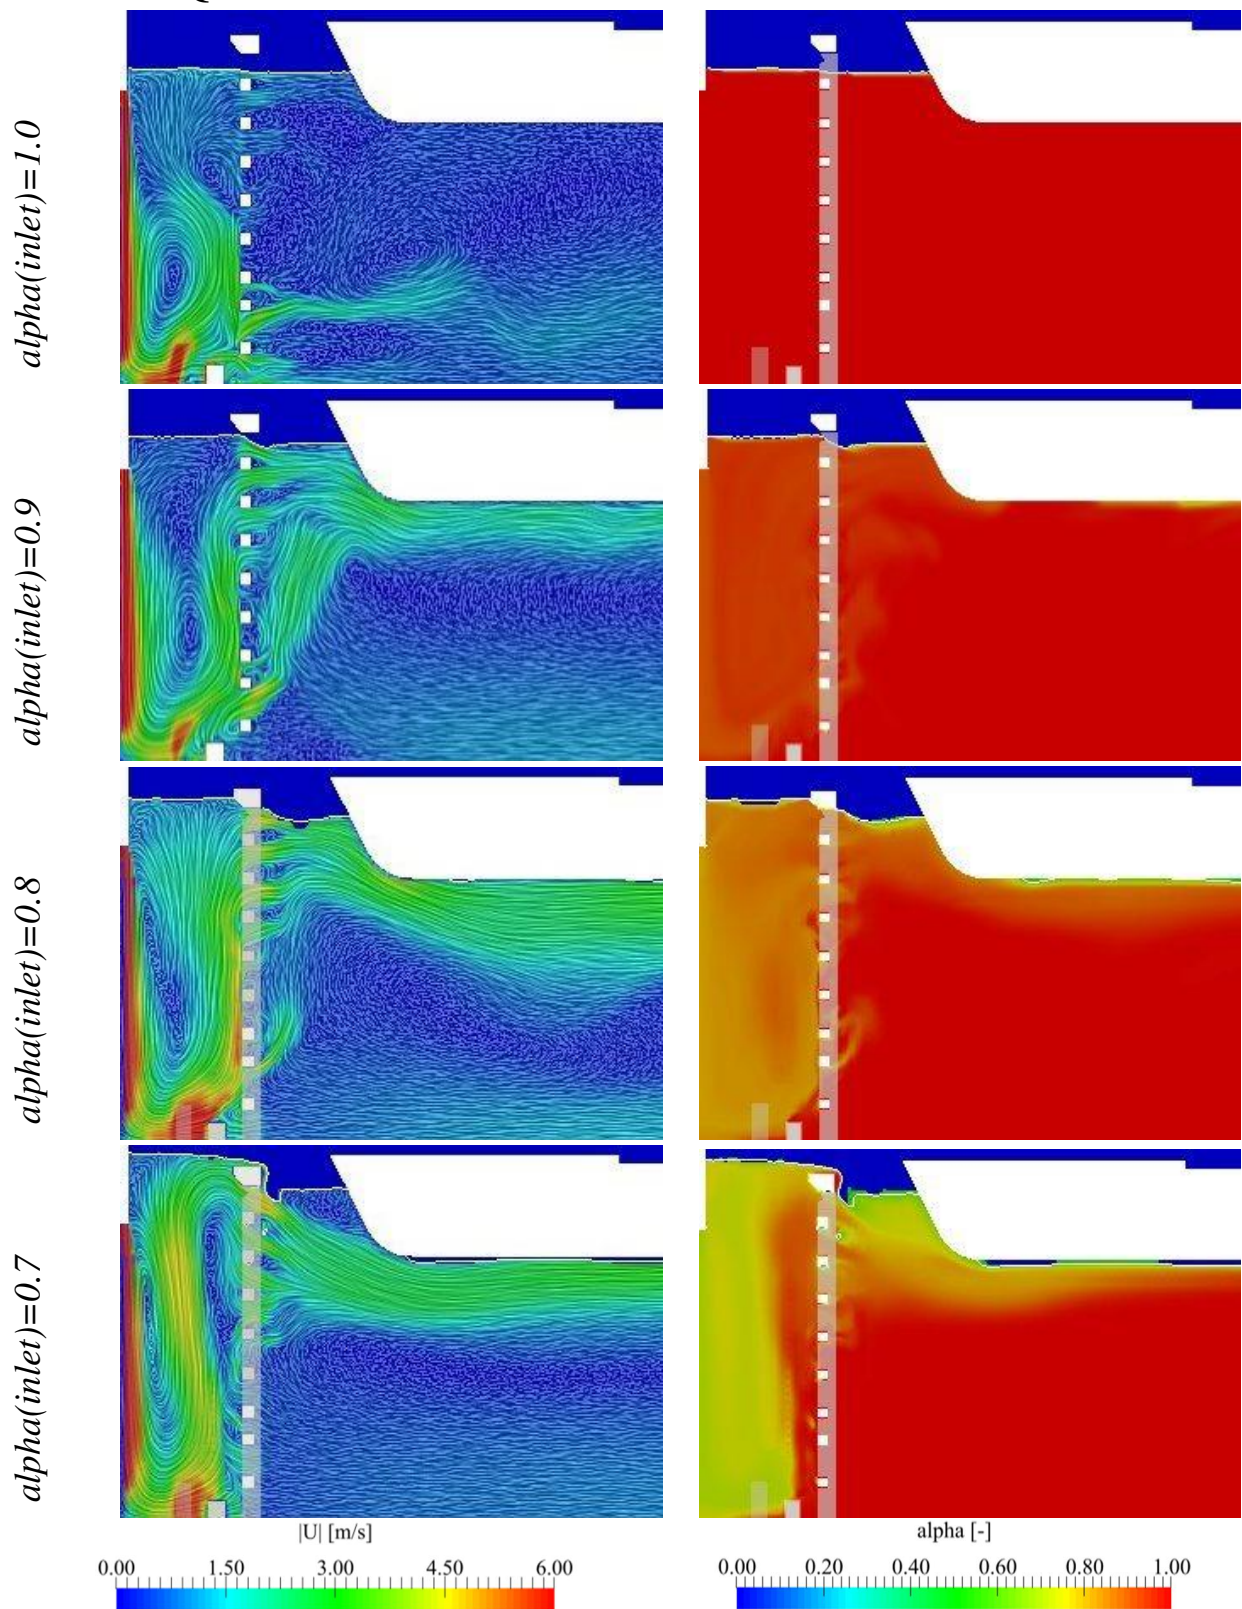 alpha(inlet)=1.0
alpha(inlet)=0.9
alpha(inlet)=0.8
alpha(inlet)=0.7
|U| [m/s]
0.00 1.50 3.00 4.50 6.00
alpha [-]
0.00 0.20 0.40 0.60 0.80 1.00